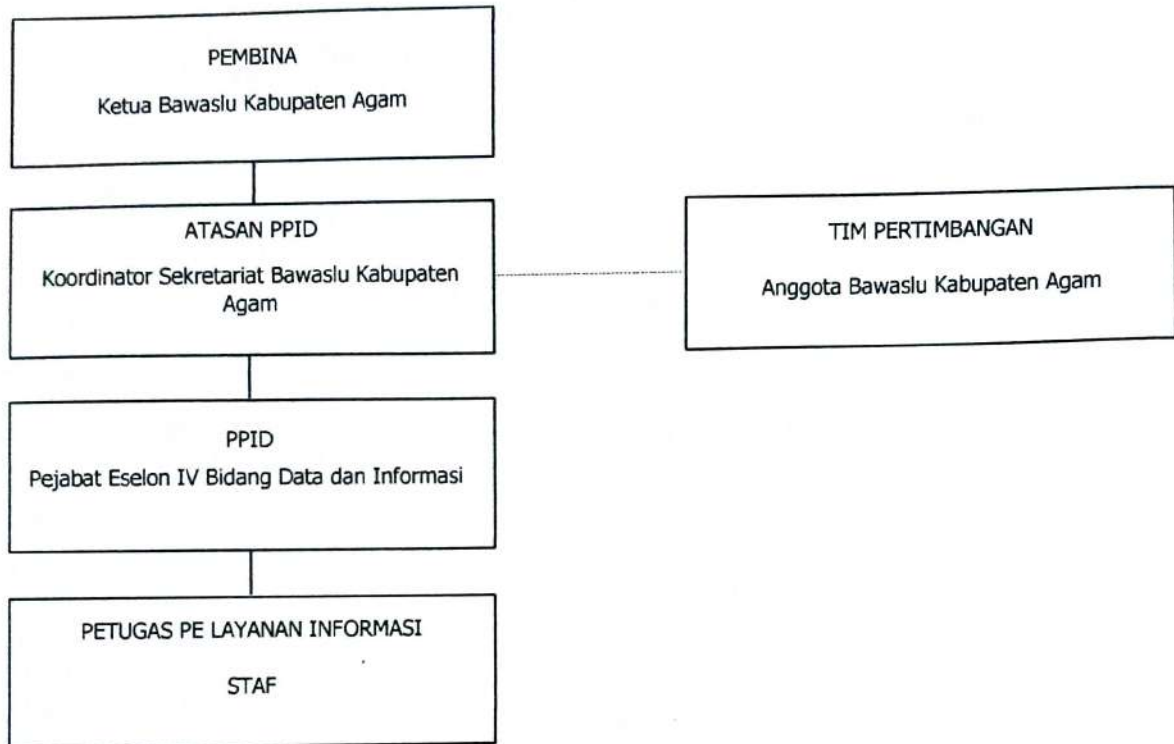 PEMBINA
Ketua Bawaslu Kabupaten Agam
ATASAN PPID
Koordinator Sekretariat Bawaslu Kabupaten
Agam
TIM PERTIMBANGAN
Anggota Bawaslu Kabupaten Agam
PPID
Pejabat Eselon IV Bidang Data dan Informasi
PETUGAS PE LAYANAN INFORMASI
STAF